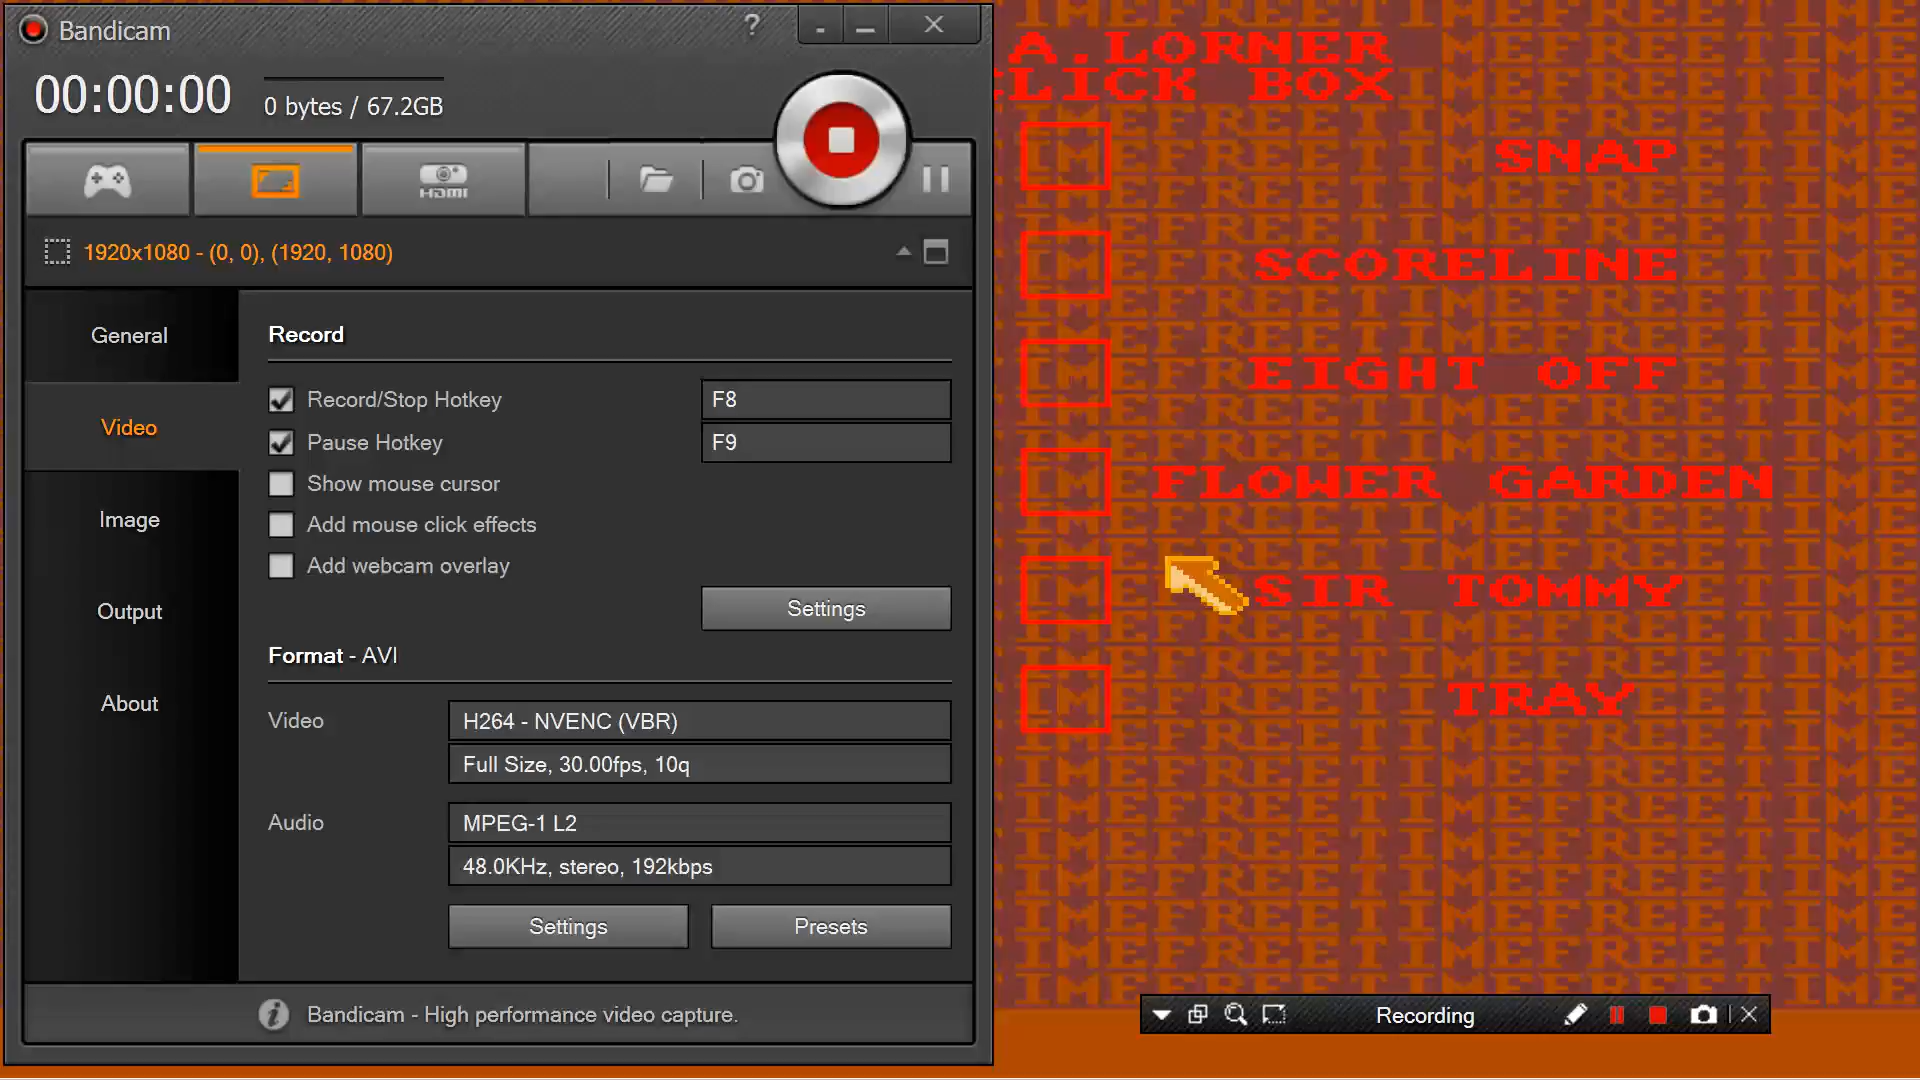 Bandicam
?
00:00:00
0 bytes / 67.2GB
HDMI
1920x1080 - (0, 0), (1920, 1080)
General
Video
Image
Output
About
Record
Record/Stop Hotkey
F8
Pause Hotkey
F9
Show mouse cursor
Add mouse click effects
Add webcam overlay
Settings
Format - AVI
Video
H264 - NVENC (VBR)
Full Size, 30.00fps, 10q
Audio
MPEG-1 L2
48.0KHz, stereo, 192kbps
Settings
Presets
Bandicam - High performance video capture.
A.LORNER
LICK BOX
SNAP
SCORELINE
EIGHT OFF
FLOWER GARDEN
SIR TOMMY
TRAY
Recording